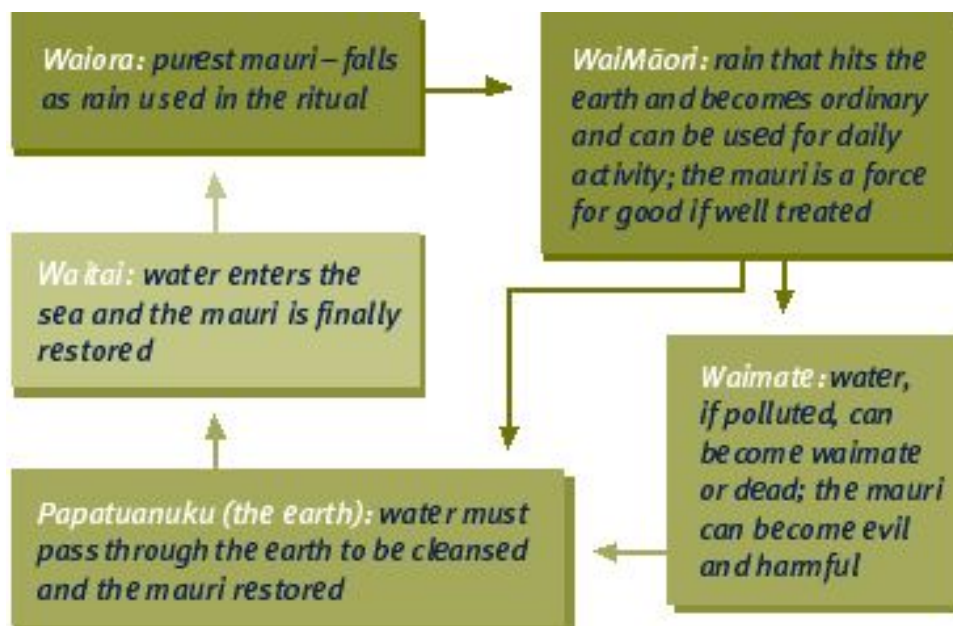 Waiora: purest mauri – falls
as rain used in the ritual
WaiMāori: rain that hits the
earth and becomes ordinary
and can be used for daily
activity; the mauri is a force
for good if well treated
Waitai: water enters the
sea and the mauri is finally
restored
Waimate: water,
if polluted, can
become waimate
or dead; the mauri
can become evil
and harmful
Papatuanuku (the earth): water must
pass through the earth to be cleansed
and the mauri restored